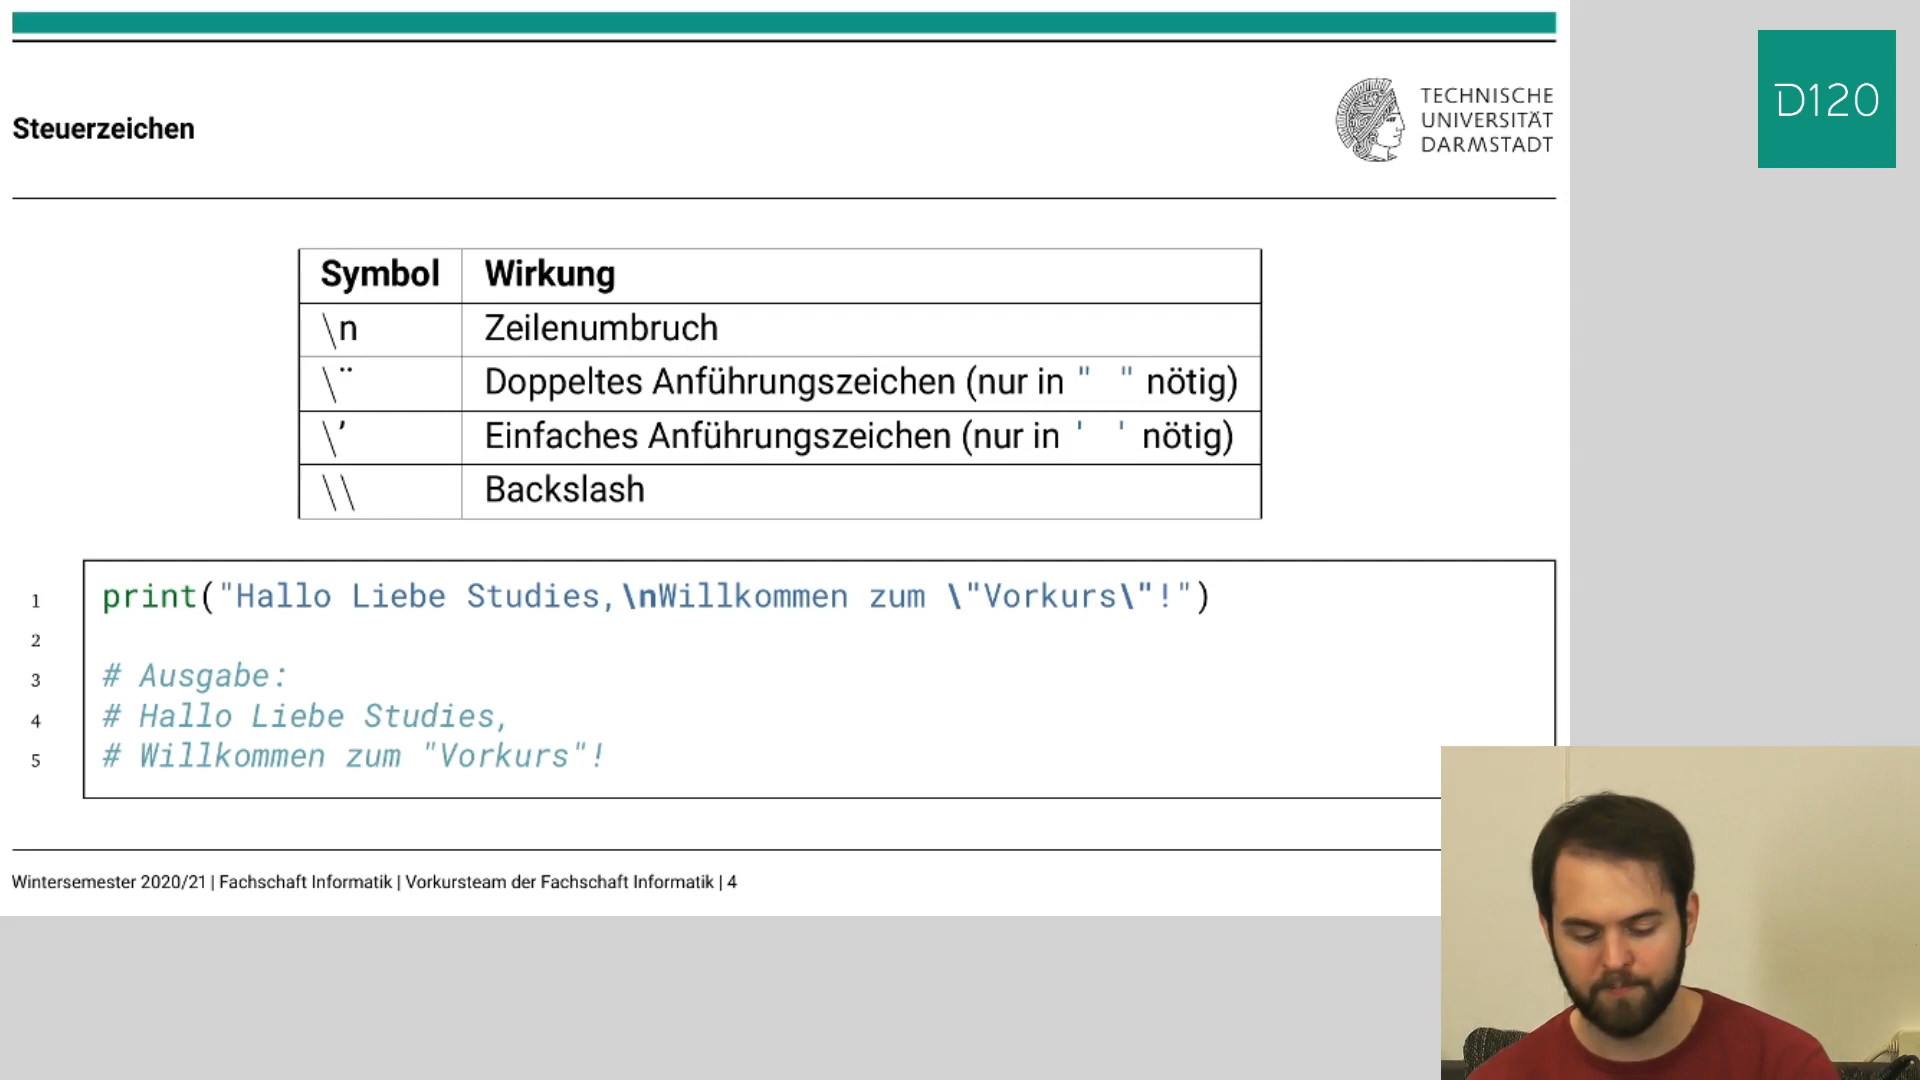 Steuerzeichen
TECHNISCHE
UNIVERSITÄT
DARMSTADT
D120
Symbol Wirkung
\n Zeilenumbruch
\¨ Doppeltes Anführungszeichen (nur in " " nötig)
\’ Einfaches Anführungszeichen (nur in ' ' nötig)
\\ Backslash
1 print("Hallo Liebe Studies,\nWillkommen zum \"Vorkurs\"!")
2
3 # Ausgabe:
4 # Hallo Liebe Studies,
5 # Willkommen zum "Vorkurs"!
Wintersemester 2020/21 | Fachschaft Informatik | Vorkursteam der Fachschaft Informatik | 4